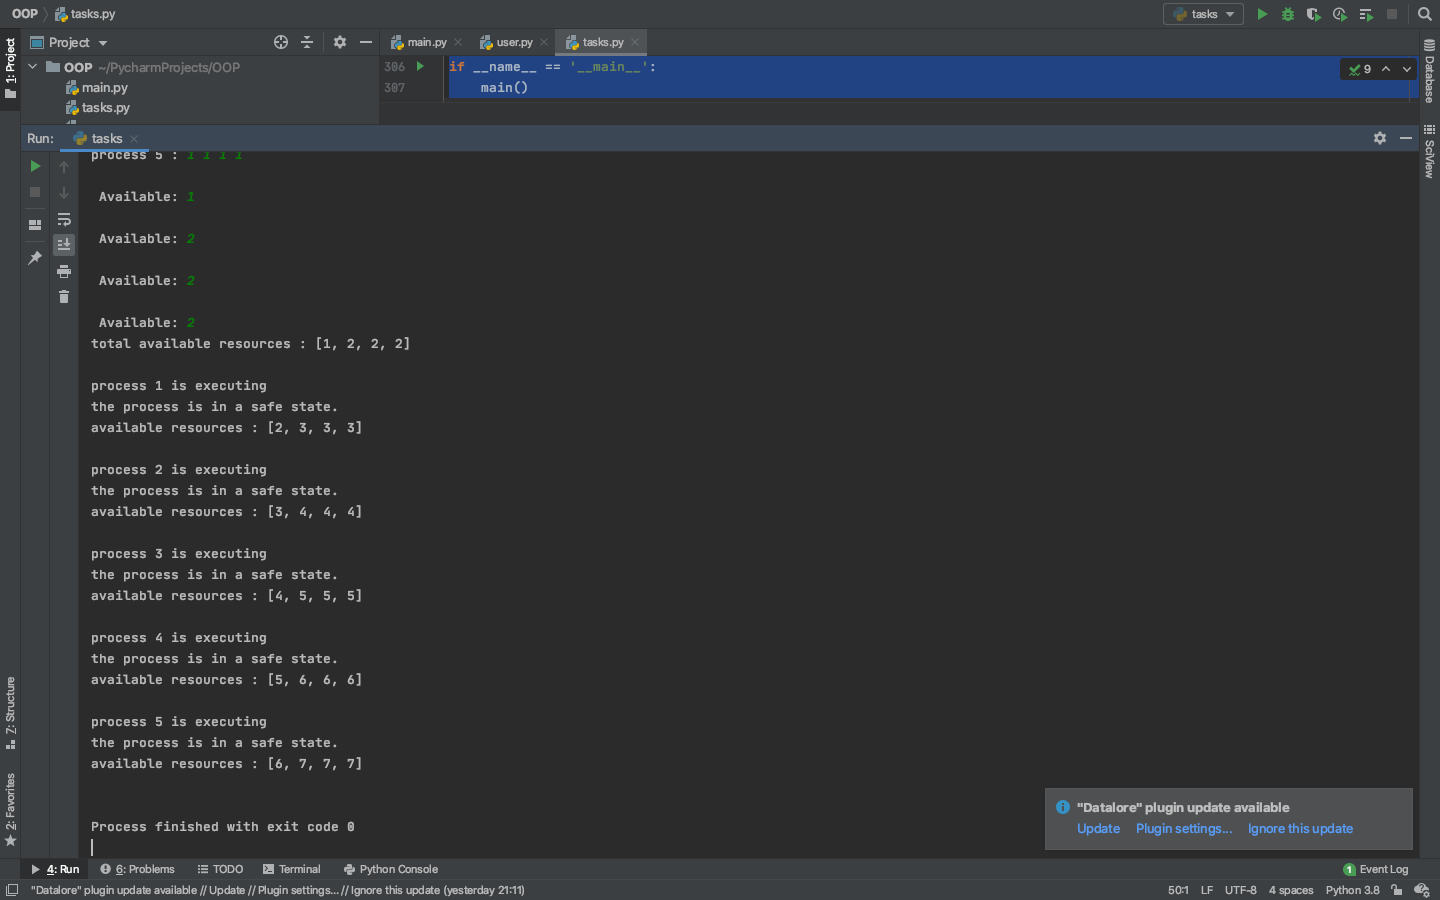 OOP tasks.py
tasks
Project
main.py
user.py
tasks.py
OOP ~/PycharmProjects/OOP
main.py
tasks.py
306 if __name__ == '__main__':
307 main()
9
1: Project
Database
SciView
Run: tasks
process 5 : 1 1 1 1
Available: 1
Available: 2
Available: 2
Available: 2
total available resources : [1, 2, 2, 2]
process 1 is executing
the process is in a safe state.
available resources : [2, 3, 3, 3]
process 2 is executing
the process is in a safe state.
available resources : [3, 4, 4, 4]
process 3 is executing
the process is in a safe state.
available resources : [4, 5, 5, 5]
process 4 is executing
the process is in a safe state.
available resources : [5, 6, 6, 6]
process 5 is executing
the process is in a safe state.
available resources : [6, 7, 7, 7]
Process finished with exit code 0
Z: Structure
2: Favorites
"Datalore" plugin update available
Update Plugin settings... Ignore this update
4: Run 6: Problems TODO Terminal Python Console 1 Event Log
"Datalore" plugin update available // Update // Plugin settings... // Ignore this update (yesterday 21:11) 50:1 LF UTF-8 4 spaces Python 3.8